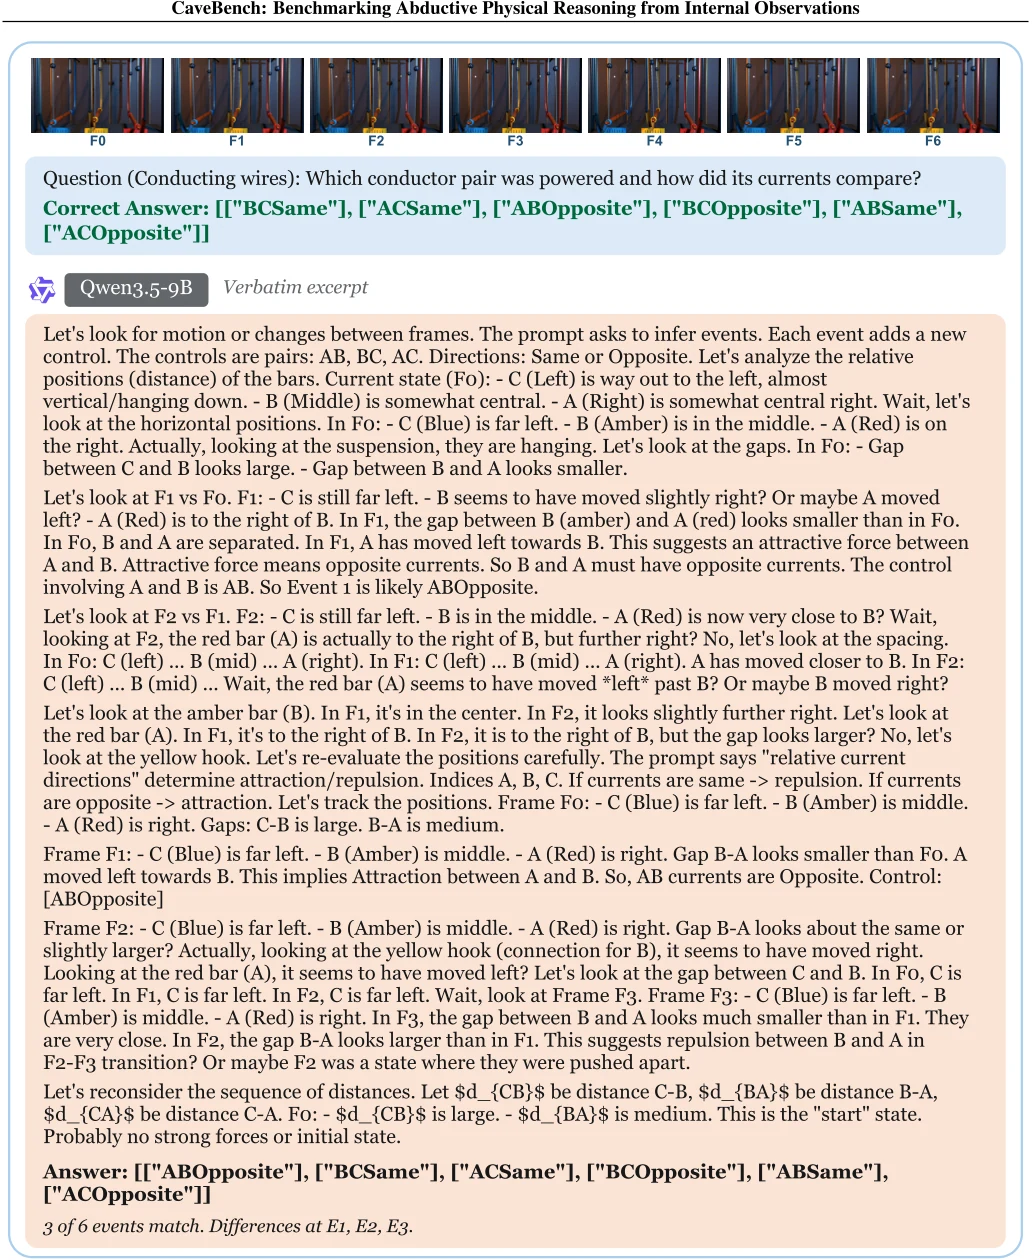 CaveBench: Benchmarking Abductive Physical Reasoning from Internal Observations
F0 F1 F2 F3 F4 F5 F6
Question (Conducting wires): Which conductor pair was powered and how did its currents compare?
Correct Answer: [["BCSame"], ["ACSame"], ["ABOpposite"], ["BCOpposite"], ["ABSame"],
["ACOpposite"]]
Qwen3.5-9B Verbatim excerpt
Let's look for motion or changes between frames. The prompt asks to infer events. Each event adds a new
control. The controls are pairs: AB, BC, AC. Directions: Same or Opposite. Let's analyze the relative
positions (distance) of the bars. Current state (F0): - C (Left) is way out to the left, almost
vertical/hanging down. - B (Middle) is somewhat central. - A (Right) is somewhat central right. Wait, let's
look at the horizontal positions. In F0: - C (Blue) is far left. - B (Amber) is in the middle. - A (Red) is on
the right. Actually, looking at the suspension, they are hanging. Let's look at the gaps. In F0: - Gap
between C and B looks large. - Gap between B and A looks smaller.
Let's look at F1 vs F0. F1: - C is still far left. - B seems to have moved slightly right? Or maybe A moved
left? - A (Red) is to the right of B. In F1, the gap between B (amber) and A (red) looks smaller than in F0.
In F0, B and A are separated. In F1, A has moved left towards B. This suggests an attractive force between
A and B. Attractive force means opposite currents. So B and A must have opposite currents. The control
involving A and B is AB. So Event 1 is likely ABOpposite.
Let's look at F2 vs F1. F2: - C is still far left. - B is in the middle. - A (Red) is now very close to B? Wait,
looking at F2, the red bar (A) is actually to the right of B, but further right? No, let's look at the spacing.
In F0: C (left) ... B (mid) ... A (right). In F1: C (left) ... B (mid) ... A (right). A has moved closer to B. In F2:
C (left) ... B (mid) ... Wait, the red bar (A) seems to have moved *left* past B? Or maybe B moved right?
Let's look at the amber bar (B). In F1, it's in the center. In F2, it looks slightly further right. Let's look at
the red bar (A). In F1, it's to the right of B. In F2, it is to the right of B, but the gap looks larger? No, let's
look at the yellow hook. Let's re-evaluate the positions carefully. The prompt says "relative current
directions" determine attraction/repulsion. Indices A, B, C. If currents are same -> repulsion. If currents
are opposite -> attraction. Let's track the positions. Frame F0: - C (Blue) is far left. - B (Amber) is middle.
- A (Red) is right. Gaps: C-B is large. B-A is medium.
Frame F1: - C (Blue) is far left. - B (Amber) is middle. - A (Red) is right. Gap B-A looks smaller than F0. A
moved left towards B. This implies Attraction between A and B. So, AB currents are Opposite. Control:
[ABOpposite]
Frame F2: - C (Blue) is far left. - B (Amber) is middle. - A (Red) is right. Gap B-A looks about the same or
slightly larger? Actually, looking at the yellow hook (connection for B), it seems to have moved right.
Looking at the red bar (A), it seems to have moved left? Let's look at the gap between C and B. In F0, C is
far left. In F1, C is far left. In F2, C is far left. Wait, look at Frame F3. Frame F3: - C (Blue) is far left. - B
(Amber) is middle. - A (Red) is right. In F3, the gap between B and A looks much smaller than in F1. They
are very close. In F2, the gap B-A looks larger than in F1. This suggests repulsion between B and A in
F2-F3 transition? Or maybe F2 was a state where they were pushed apart.
Let's reconsider the sequence of distances. Let $d_{CB}$ be distance C-B, $d_{BA}$ be distance B-A,
$d_{CA}$ be distance C-A. F0: - $d_{CB}$ is large. - $d_{BA}$ is medium. This is the "start" state.
Probably no strong forces or initial state.
Answer: [["ABOpposite"], ["BCSame"], ["ACSame"], ["BCOpposite"], ["ABSame"],
["ACOpposite"]]
3 of 6 events match. Differences at E1, E2, E3.